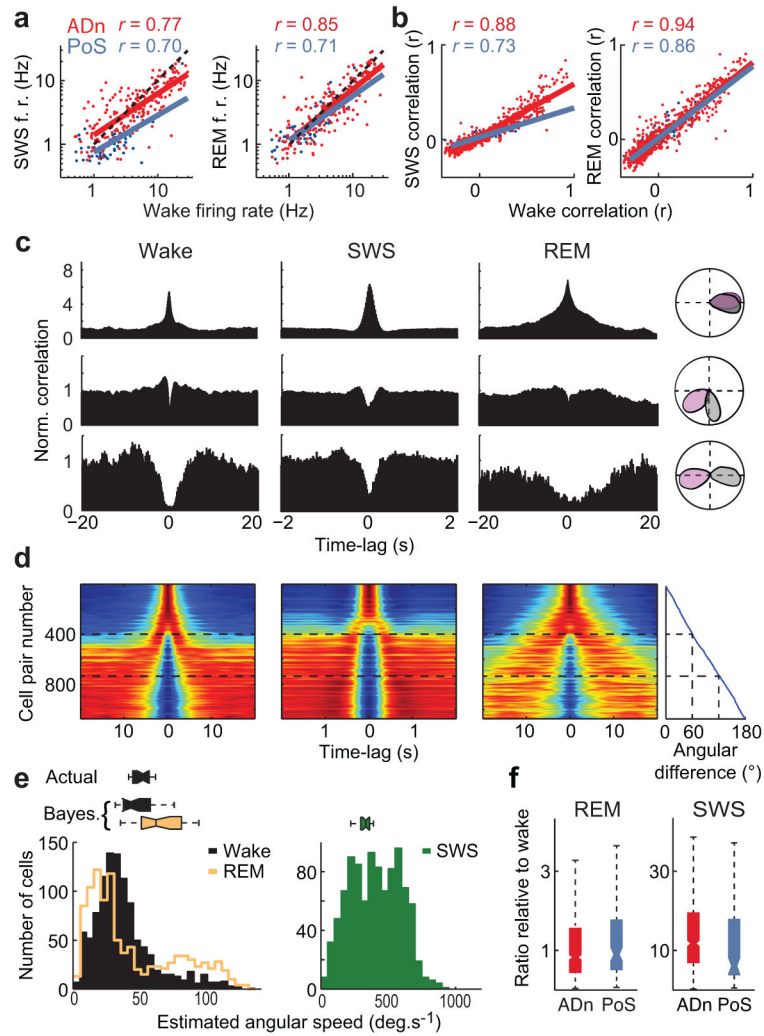 a
ADn r = 0.77
PoS r = 0.70
r = 0.85
r = 0.71
SWS f. r. (Hz)
10
1
1 10
REM f. r. (Hz)
10
1
1 10
Wake firing rate (Hz)
b
r = 0.88
r = 0.73
r = 0.94
r = 0.86
SWS correlation (r)
1
0
0 1
REM correlation (r)
1
0
0 1
Wake correlation (r)
c
Wake SWS REM
Norm. correlation
8
4
0
1
0
1
0
−20 0 20
−2 0 2
−20 0 20
Time-lag (s)
d
Cell pair number
400
800
10 0 10
1 0 1
10 0 10
Time-lag (s)
0 60 180
Angular
difference (°)
e
Actual
Bayes. {
Number of cells
150
100
50
0
0 50 100
Wake
REM
80
40
0
0 500 1000
SWS
Estimated angular speed (deg.s-1)
f
REM SWS
Ratio relative to wake
3
1
30
10
ADn PoS ADn PoS